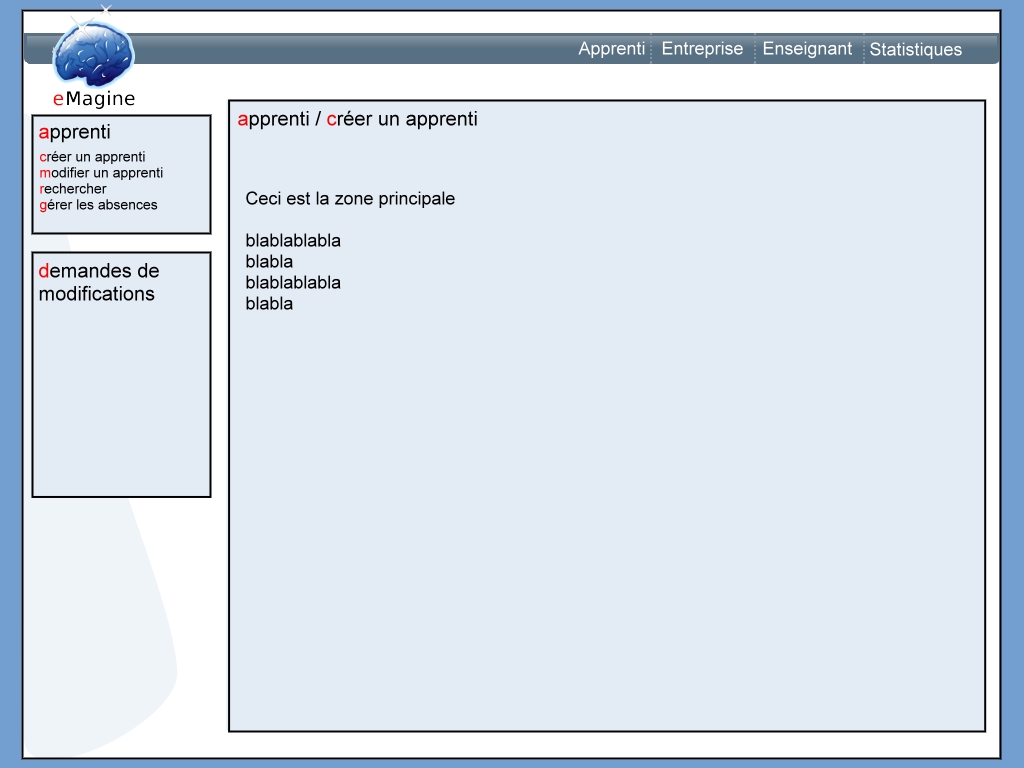 Apprenti Entreprise Enseignant Statistiques
eMagine
apprenti
créer un apprenti
modifier un apprenti
rechercher
gérer les absences
demandes de
modifications
apprenti / créer un apprenti
Ceci est la zone principale
blablablabla
blabla
blablablabla
blabla